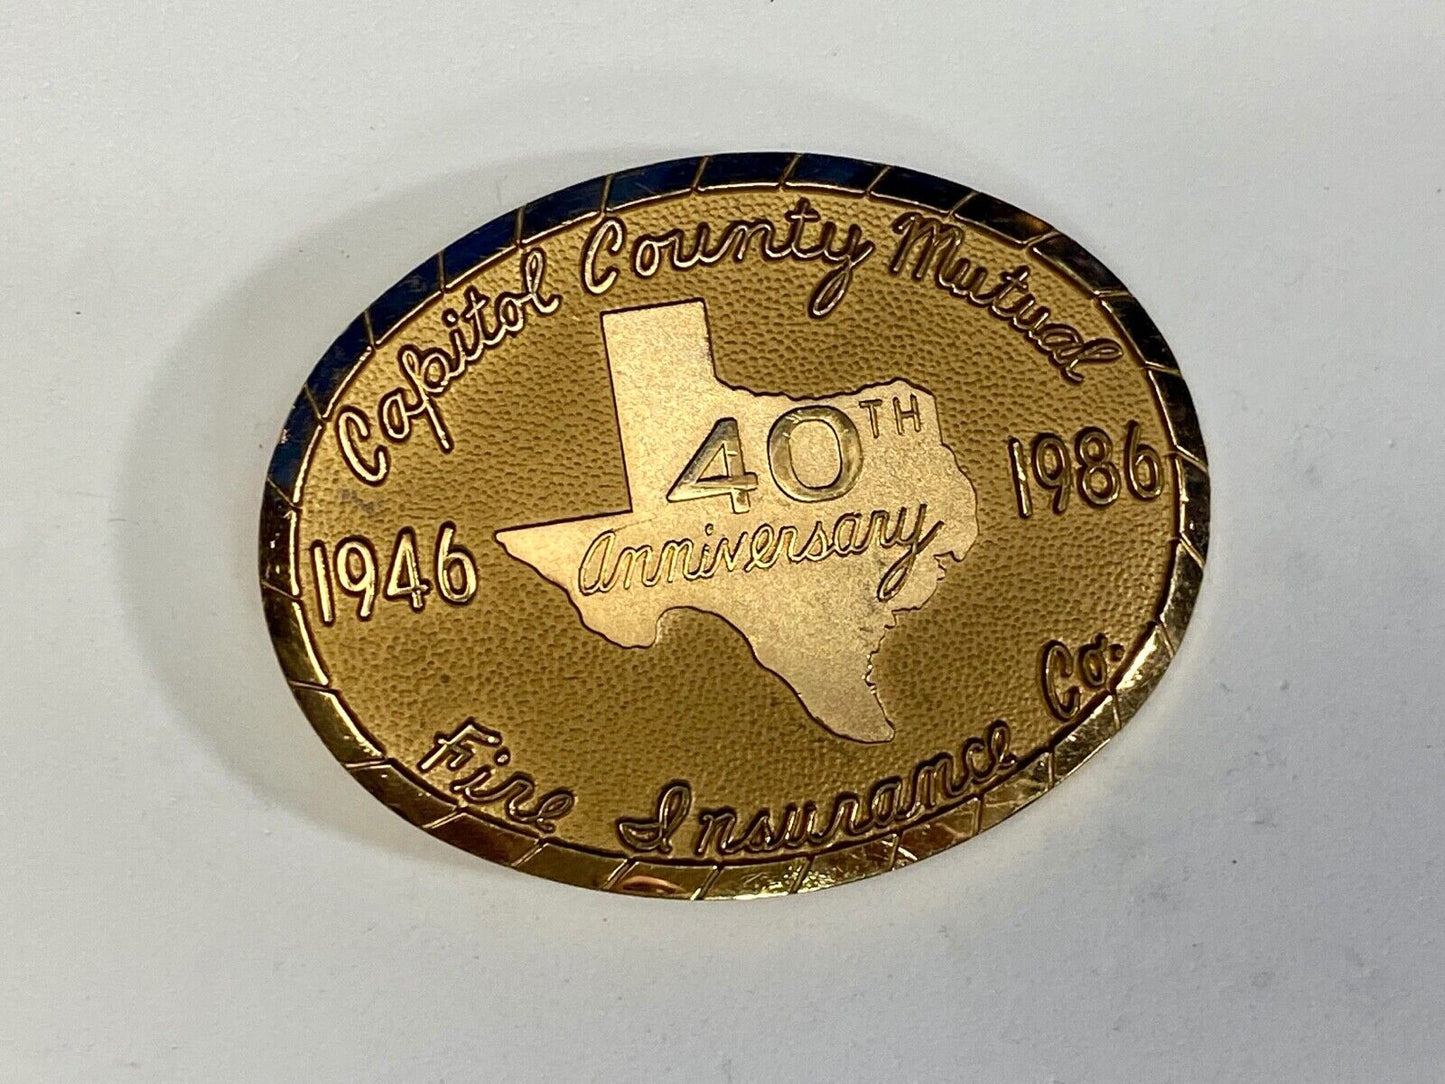 Capitol County Mutual
1946
40TH
Anniversary
1986
Fire Insurance Co.